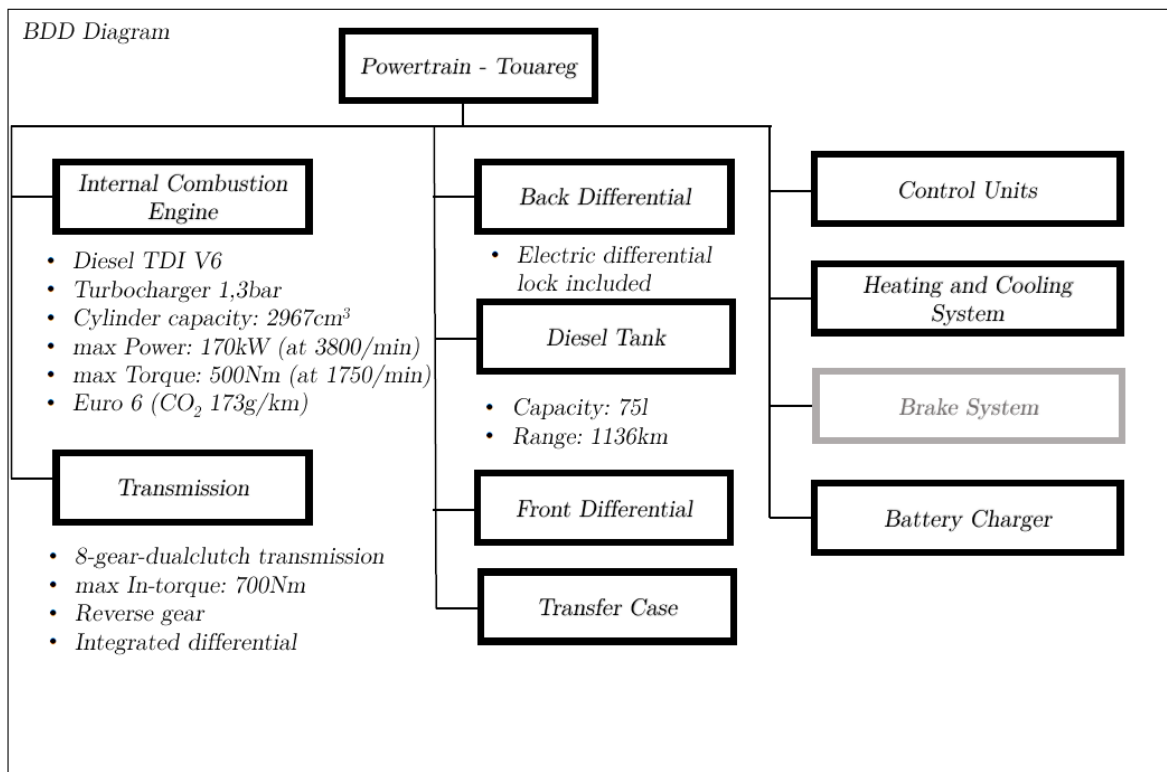 BDD Diagram
Powertrain - Touareg
Internal Combustion
Engine
• Diesel TDI V6
• Turbocharger 1,3bar
• Cylinder capacity: 2967cm³
• max Power: 170kW (at 3800/min)
• max Torque: 500Nm (at 1750/min)
• Euro 6 (CO₂ 173g/km)
Transmission
• 8-gear-dualclutch transmission
• max In-torque: 700Nm
• Reverse gear
• Integrated differential
Back Differential
• Electric differential
lock included
Diesel Tank
• Capacity: 75l
• Range: 1136km
Front Differential
Transfer Case
Control Units
Heating and Cooling
System
Brake System
Battery Charger